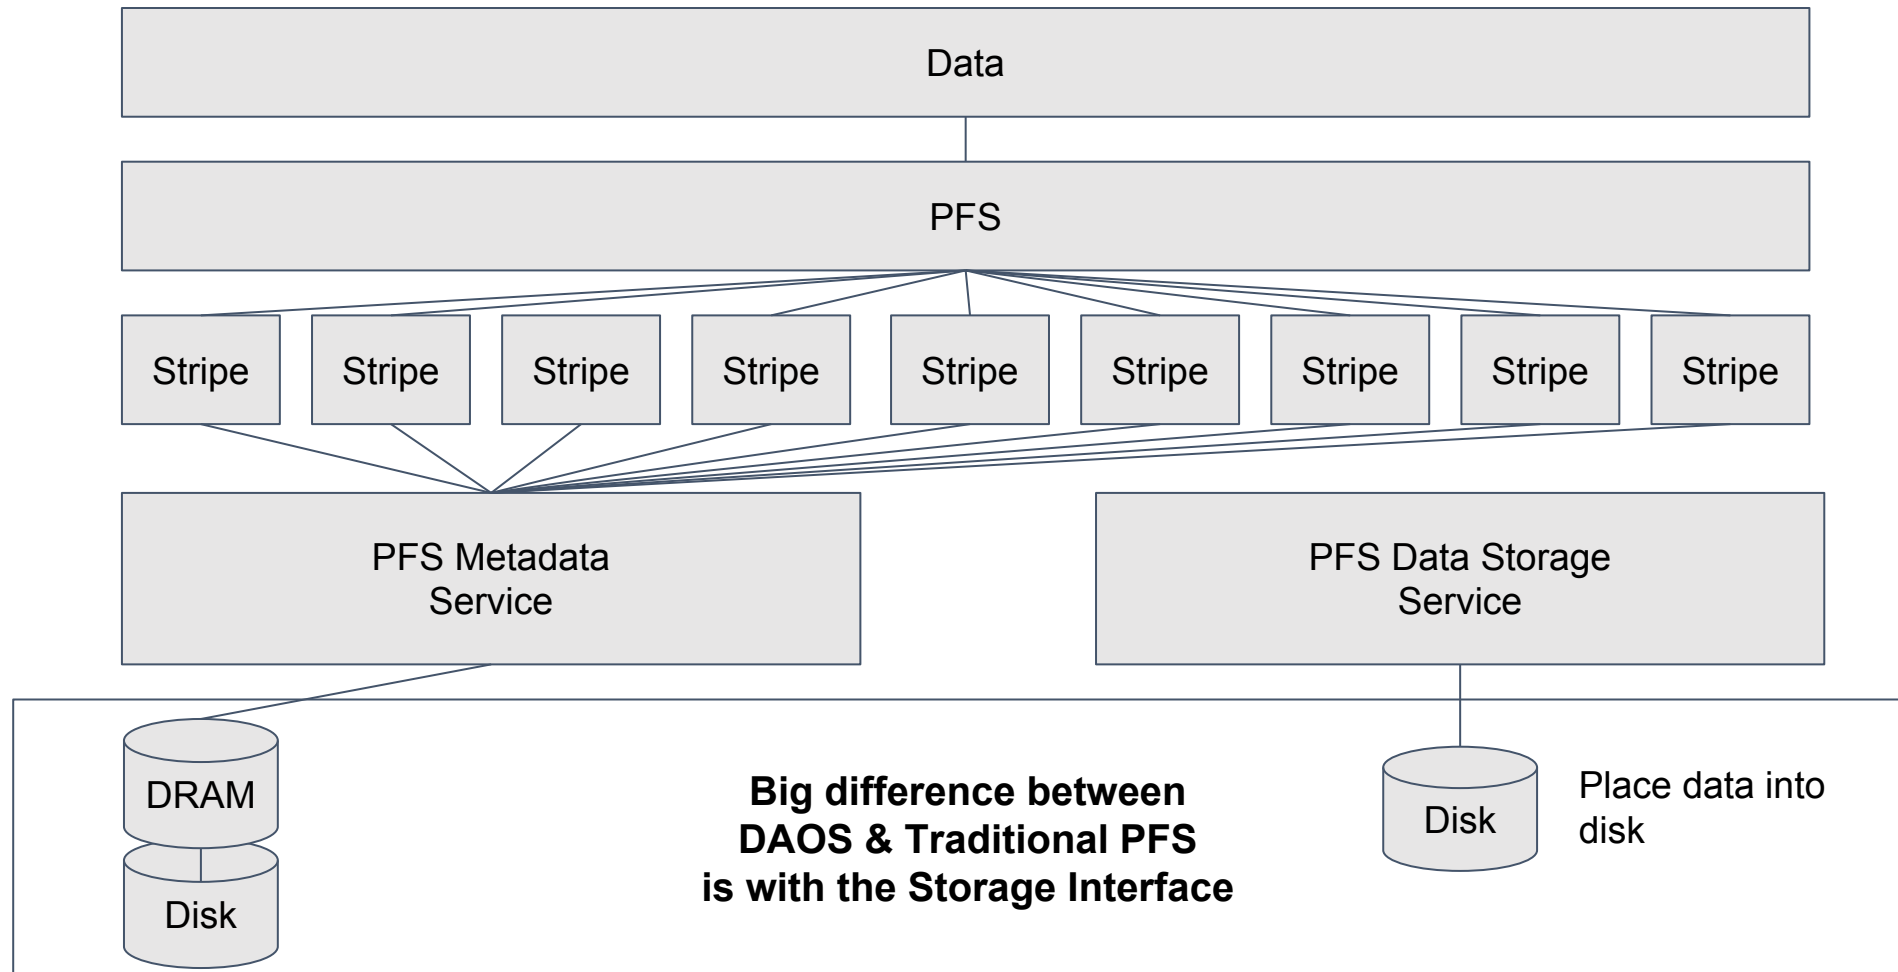 Data
PFS
Stripe
Stripe
Stripe
Stripe
Stripe
Stripe
Stripe
Stripe
Stripe
PFS Metadata
Service
PFS Data Storage
Service
DRAM
Disk
Big difference between
DAOS & Traditional PFS
is with the Storage Interface
Disk
Place data into
disk